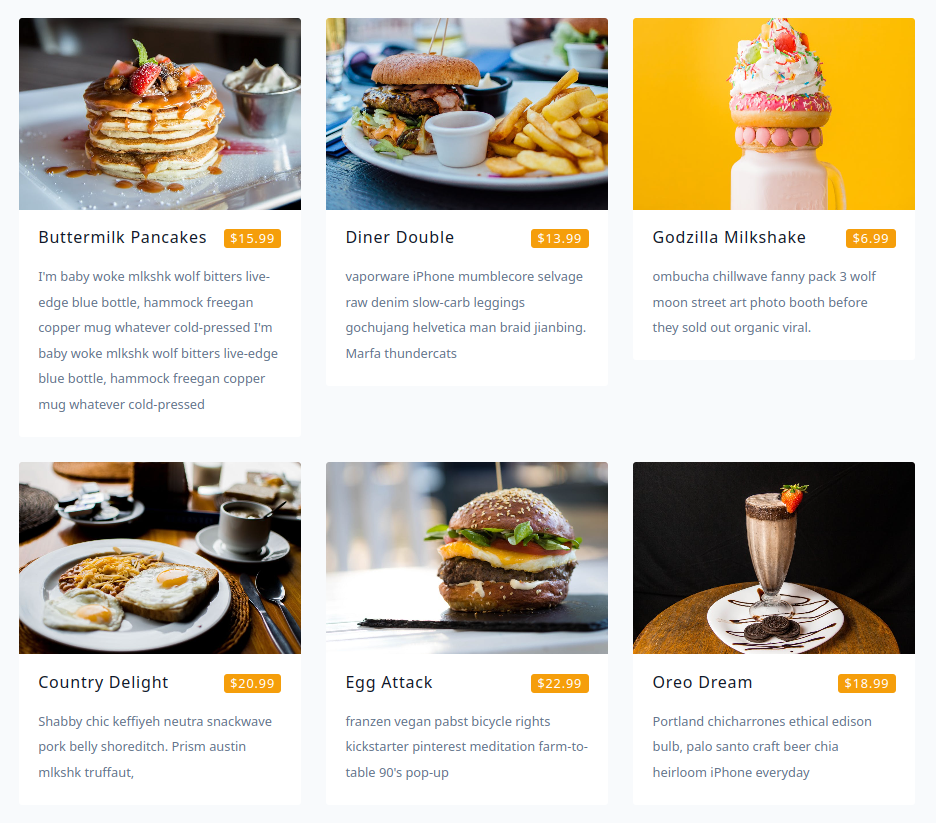 Buttermilk Pancakes $15.99
I'm baby woke mlkshk wolf bitters live-
edge blue bottle, hammock freegan
copper mug whatever cold-pressed I'm
baby woke mlkshk wolf bitters live-edge
blue bottle, hammock freegan copper
mug whatever cold-pressed
Diner Double $13.99
vaporware iPhone mumblecore selvage
raw denim slow-carb leggings
gochujang helvetica man braid jianbing.
Marfa thundercats
Godzilla Milkshake $6.99
ombucha chillwave fanny pack 3 wolf
moon street art photo booth before
they sold out organic viral.
Country Delight $20.99
Shabby chic keffiyeh neutra snackwave
pork belly shoreditch. Prism austin
mlkshk truffaut,
Egg Attack $22.99
franzen vegan pabst bicycle rights
kickstarter pinterest meditation farm-to-
table 90's pop-up
Oreo Dream $18.99
Portland chicharrones ethical edison
bulb, palo santo craft beer chia
heirloom iPhone everyday